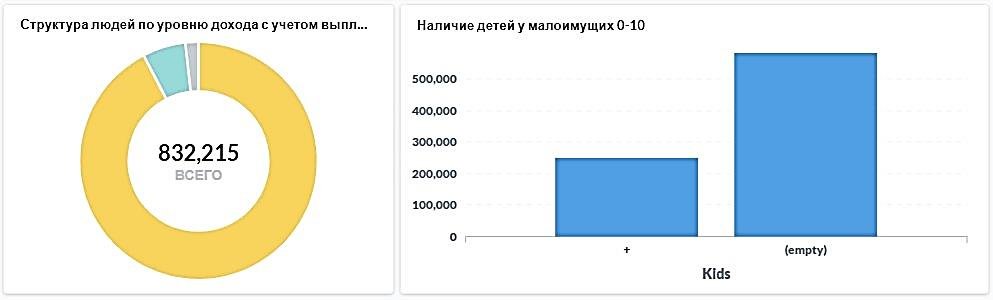 Структура людей по уровню дохода с учетом выпл...
832,215
ВСЕГО
Наличие детей у малоимущих 0-10
500,000
400,000
300,000
200,000
100,000
0
+
(empty)
Kids